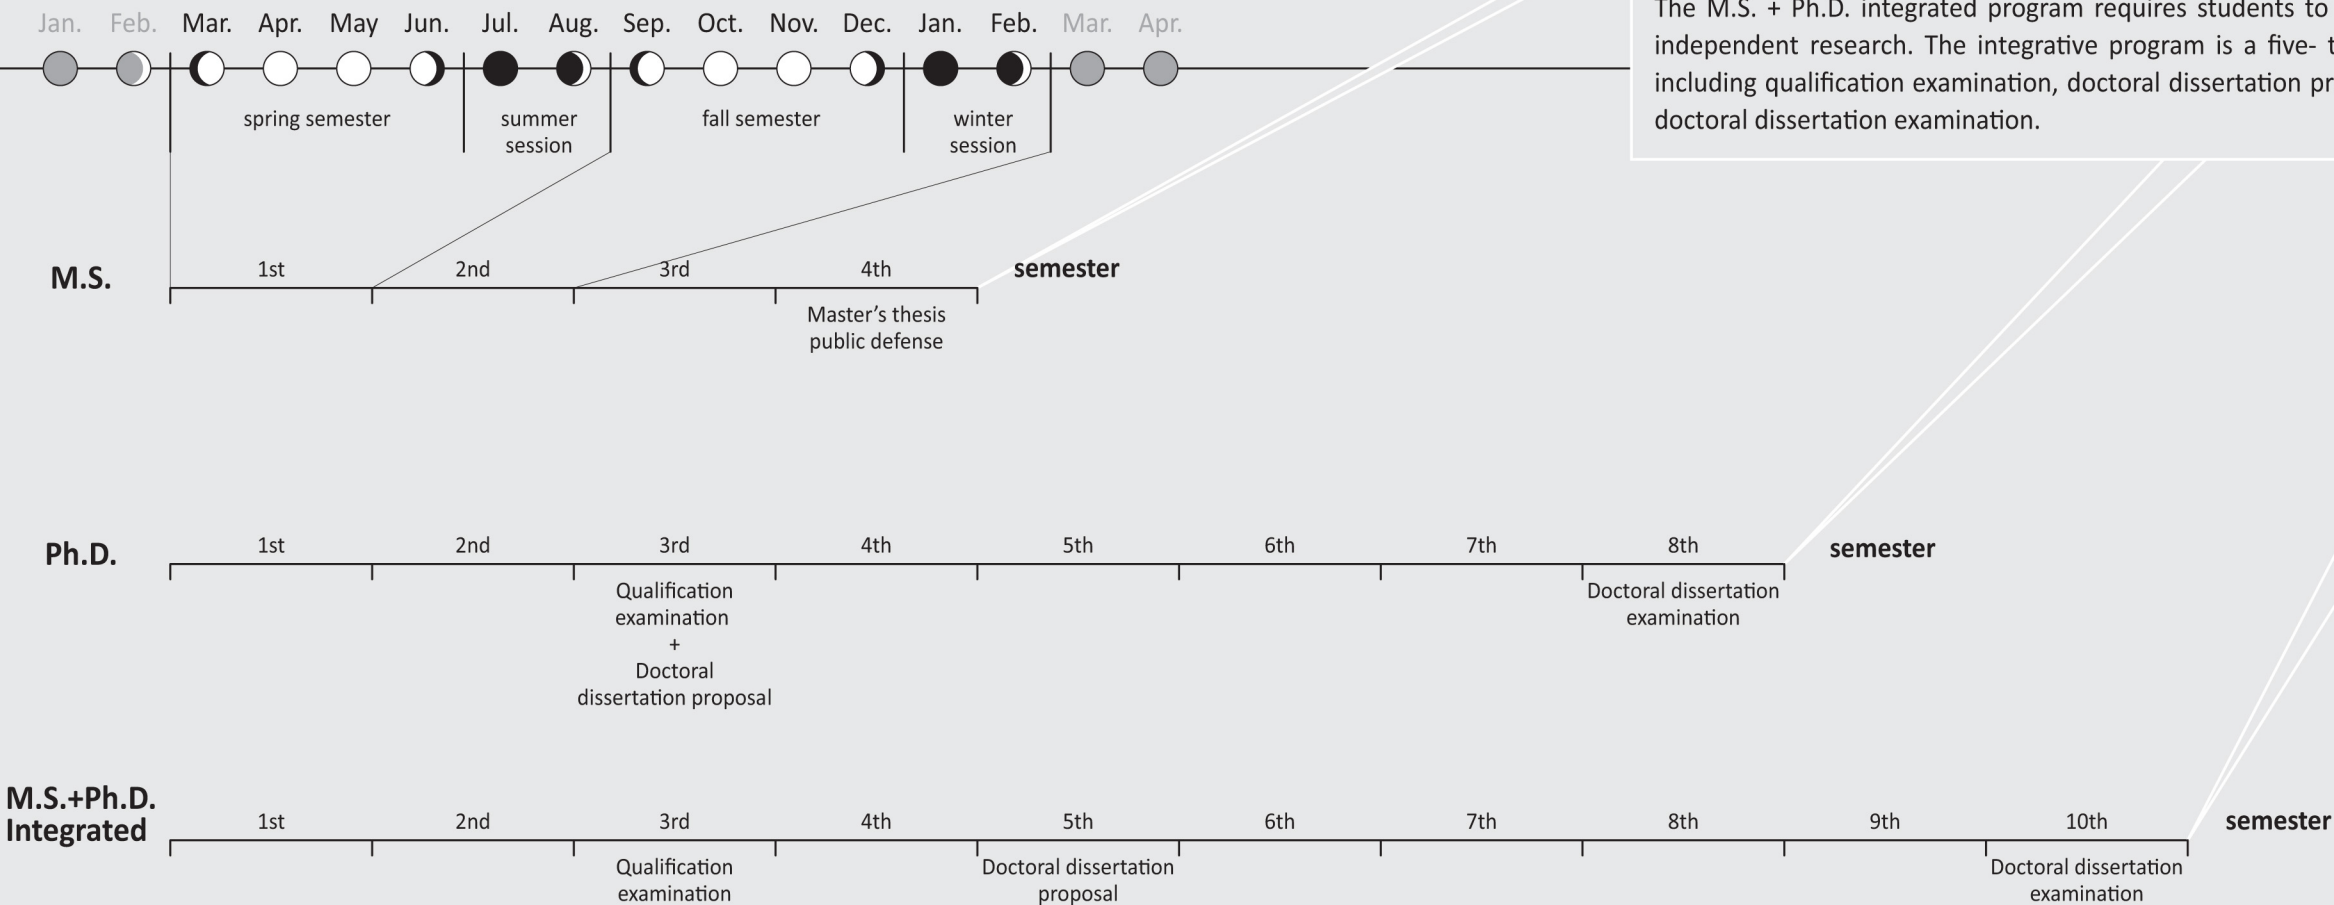 Jan. Feb. Mar. Apr. May Jun. Jul. Aug. Sep. Oct. Nov. Dec. Jan. Feb. Mar. Apr.
spring semester
summer
session
fall semester
winter
session
The M.S. + Ph.D. integrated program requires students to
independent research. The integrative program is a five-
including qualification examination, doctoral dissertation
doctoral dissertation examination.
M.S.
1st 2nd 3rd 4th semester
Master’s thesis
public defense
Ph.D.
1st 2nd 3rd 4th 5th 6th 7th 8th semester
Qualification
examination
+
Doctoral
dissertation proposal
Doctoral dissertation
examination
M.S.+Ph.D.
Integrated
1st 2nd 3rd 4th 5th 6th 7th 8th 9th 10th semester
Qualification
examination
Doctoral dissertation
proposal
Doctoral dissertation
examination